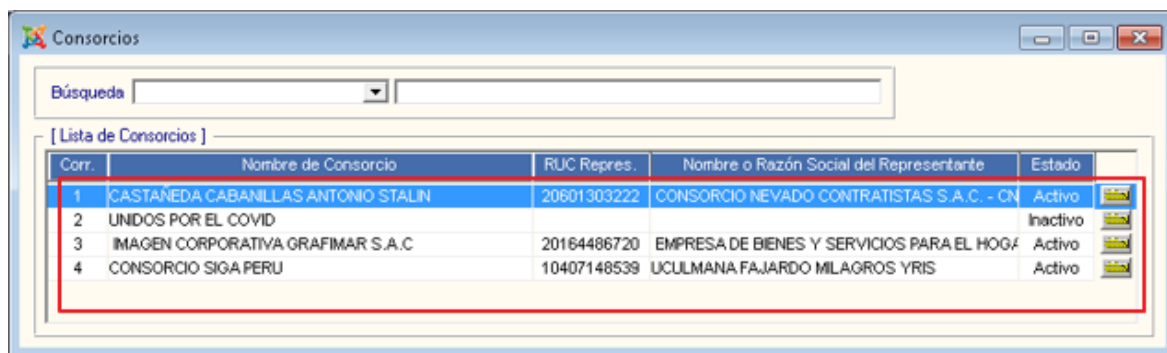 Consorcios
Búsqueda
[ Lista de Consorcios ]
Corr. Nombre de Consorcio RUC Repres. Nombre o Razón Social del Representante Estado
1 CASTAÑEDA CABANILLAS ANTONIO STALIN 20601303222 CONSORCIO NEVADO CONTRATISTAS S.A.C. - CN Activo
2 UNIDOS POR EL COVID Inactivo
3 IMAGEN CORPORATIVA GRAFIMAR S.A.C 20164486720 EMPRESA DE BIENES Y SERVICIOS PARA EL HOGA Activo
4 CONSORCIO SIGA PERU 10407148539 UCULMANA FAJARDO MILAGROS YRIS Activo